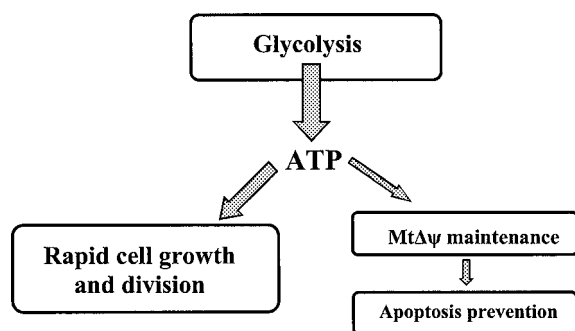 Glycolysis
ATP
Rapid cell growth
and division
MtΔψ maintenance
Apoptosis prevention